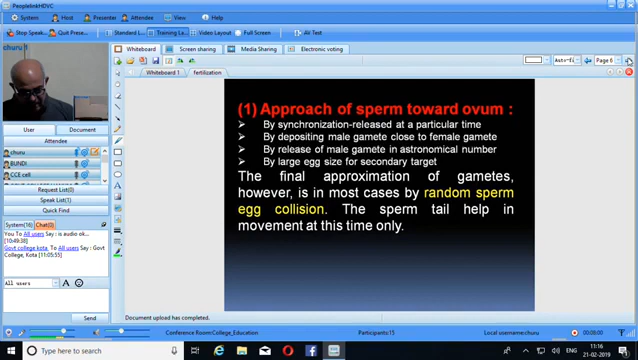 PeoplelinkHDVC
System Host Presenter Attendee View Help
Stop Speak... Quit Prese... Standard L... Training La... Video Layout Full Screen AV Text
churu 1
Whiteboard Screen sharing Media Sharing Electronic voting
Page 6
Whiteboard 1 fertilization
(1) Approach of sperm toward ovum :
By synchronization-released at a particular time
By depositing male gamete close to female gamete
By release of male gamete in astronomical number
By large egg size for secondary target
The final approximation of gametes,
however, is in most cases by random sperm
egg collision. The sperm tail help in
movement at this time only.
User Document
Attendee
churu
BUNDI
CCE cell
Request List(0)
Speak List(1)
Quick Find
System(16) Chat(0)
You To All users Say : is audio ok...
[10:49:38]
Govt college kota To All users Say : Govt
College, Kota [11:05:55]
All users
Send
Document upload has completed.
Conference Room:College_Education Participants:15 Local username:churu 00:08:00
Type here to search
ENG
11:16
21-02-2019